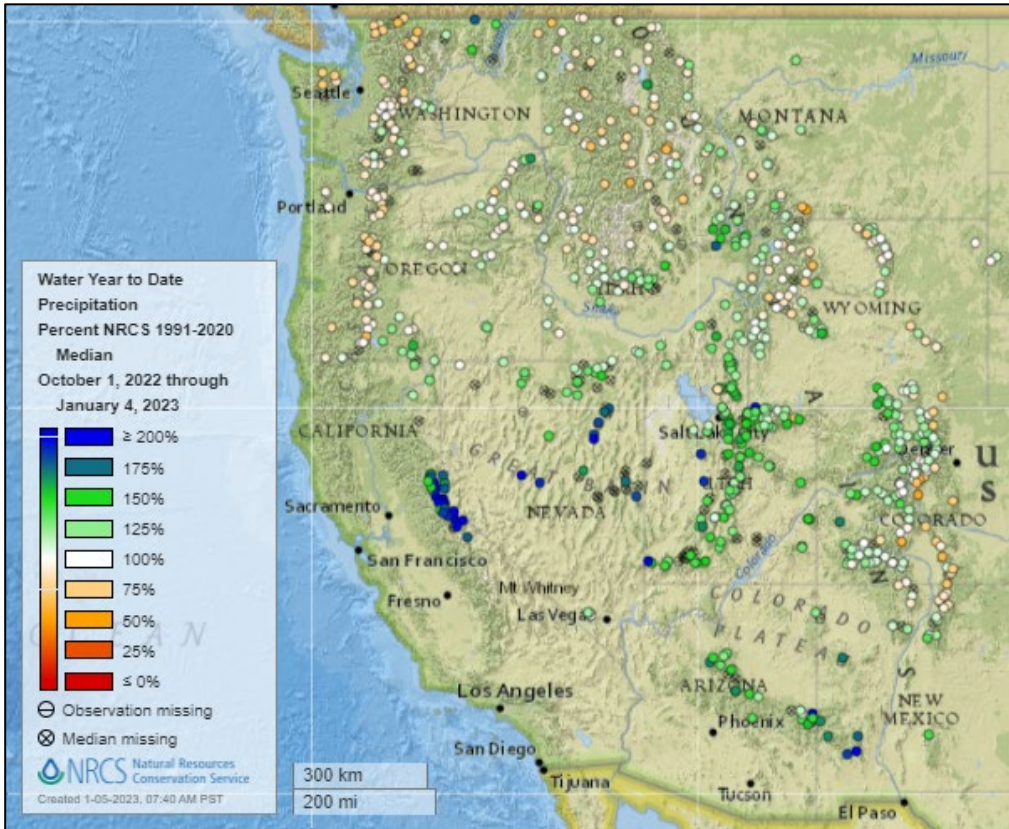 Missouri
Seattle
WASHINGTON
MONTANA
Portland
OREGON
Snake
WYOMING
CALIFORNIA
Salt Lake City
GREAT BASIN
NEVADA
UTAH
Denver
US
COLORADO
Sacramento
San Francisco
Fresno
Mt Whitney
Las Vegas
Colorado
COLORADO
PLATEAU
Los Angeles
ARIZONA
Phoenix
NEW
MEXICO
San Diego
Tijuana
Tucson
El Paso
Water Year to Date
Precipitation
Percent NRCS 1991-2020
Median
October 1, 2022 through
January 4, 2023
≥ 200%
175%
150%
125%
100%
75%
50%
25%
≤ 0%
Observation missing
Median missing
NRCS Natural Resources
Conservation Service
Created 1-05-2023, 07:40 AM PST
300 km
200 mi